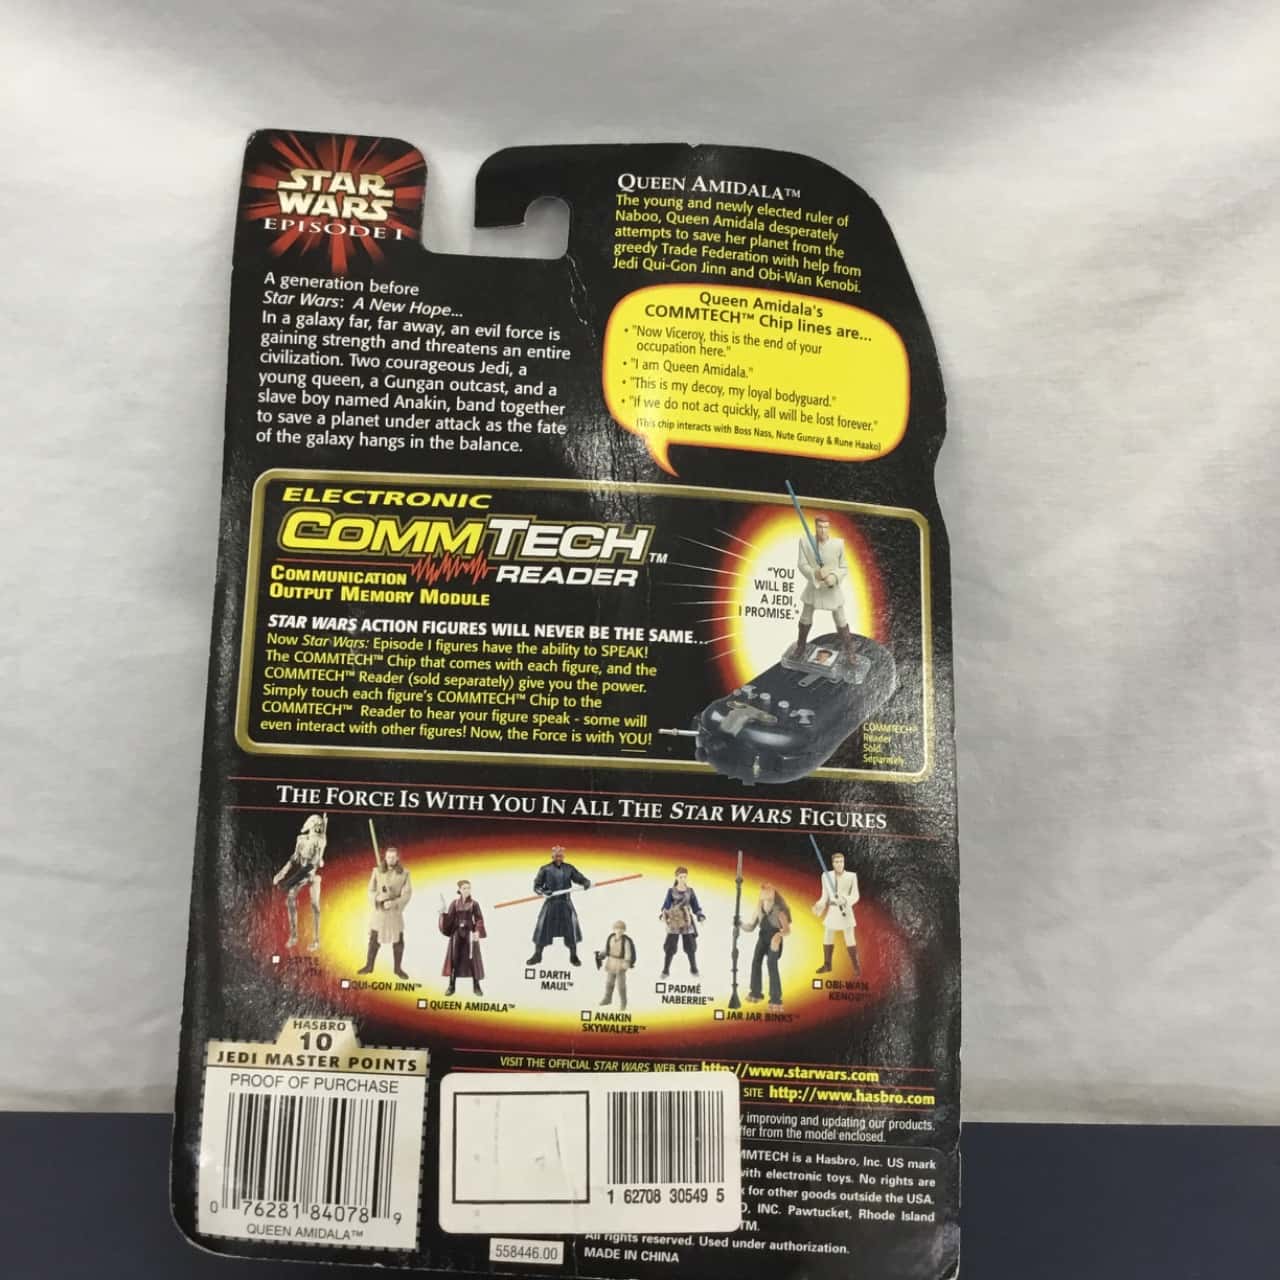 STAR
WARS
EPISODE I
A generation before
Star Wars: A New Hope...
In a galaxy far, far away, an evil force is
gaining strength and threatens an entire
civilization. Two courageous Jedi, a
young queen, a Gungan outcast, and a
slave boy named Anakin, band together
to save a planet under attack as the fate
of the galaxy hangs in the balance.
QUEEN AMIDALA™
The young and newly elected ruler of
Naboo, Queen Amidala desperately
attempts to save her planet from the
greedy Trade Federation with help from
Jedi Qui-Gon Jinn and Obi-Wan Kenobi.
Queen Amidala's
COMMTECH™ Chip lines are...
• "Now Viceroy, this is the end of your
occupation here."
• "I am Queen Amidala."
• "This is my decoy, my loyal bodyguard."
• "If we do not act quickly, all will be lost forever."
(This chip interacts with Boss Nass, Nute Gunray & Rune Haako)
ELECTRONIC
COMMTECH™
READER
COMMUNICATION
OUTPUT MEMORY MODULE
STAR WARS ACTION FIGURES WILL NEVER BE THE SAME...
Now Star Wars: Episode I figures have the ability to SPEAK!
The COMMTECH™ Chip that comes with each figure, and the
COMMTECH™ Reader (sold separately) give you the power.
Simply touch each figure's COMMTECH™ Chip to the
COMMTECH™ Reader to hear your figure speak - some will
even interact with other figures! Now, the Force is with YOU!
"YOU
WILL BE
A JEDI,
I PROMISE."
COMMTECH™
Reader
Sold
Separately
THE FORCE IS WITH YOU IN ALL THE STAR WARS FIGURES
QUI-GON JINN™
QUEEN AMIDALA™
DARTH
MAUL™
ANAKIN
SKYWALKER™
PADMÉ
NABERRIE™
JAR JAR BINKS™
OBI-WAN
KENOBI™
HASBRO
10
JEDI MASTER POINTS
PROOF OF PURCHASE
0 76281 84078 9
QUEEN AMIDALA™
VISIT THE OFFICIAL STAR WARS WEB SITE http://www.starwars.com
SITE http://www.hasbro.com
improving and updating our products.
from the model enclosed.
is a Hasbro, Inc. US mark
with electronic toys. No rights are
for other goods outside the USA.
INC. Pawtucket, Rhode Island
TM.
All rights reserved. Used under authorization.
MADE IN CHINA
1 62708 30549 5
558446.00